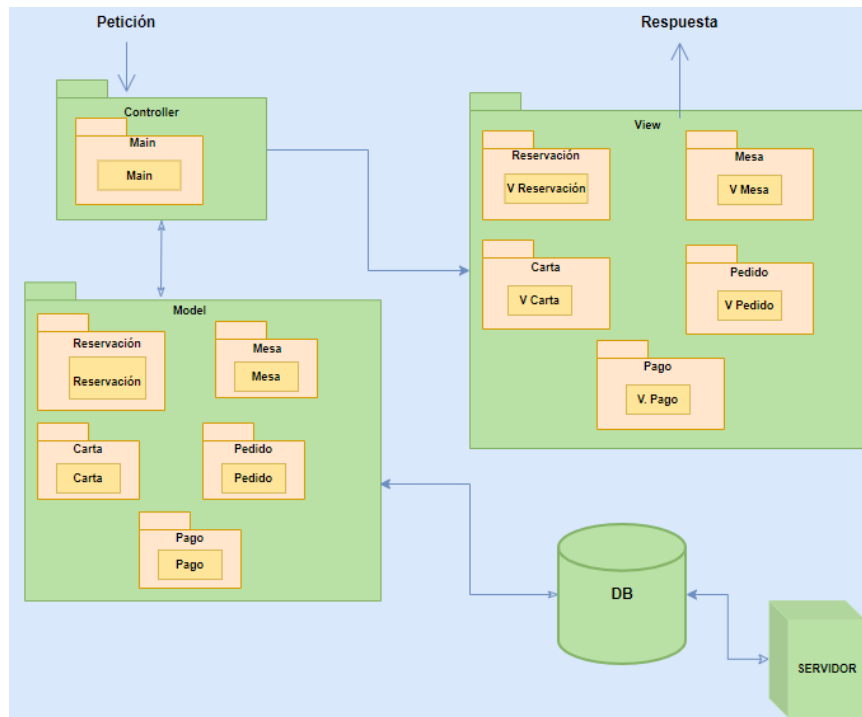 Petición
Respuesta
Controller
Main
Main
View
Reservación
V Reservación
Mesa
V Mesa
Carta
V Carta
Pedido
V Pedido
Pago
V. Pago
Model
Reservación
Reservación
Mesa
Mesa
Carta
Carta
Pedido
Pedido
Pago
Pago
DB
SERVIDOR